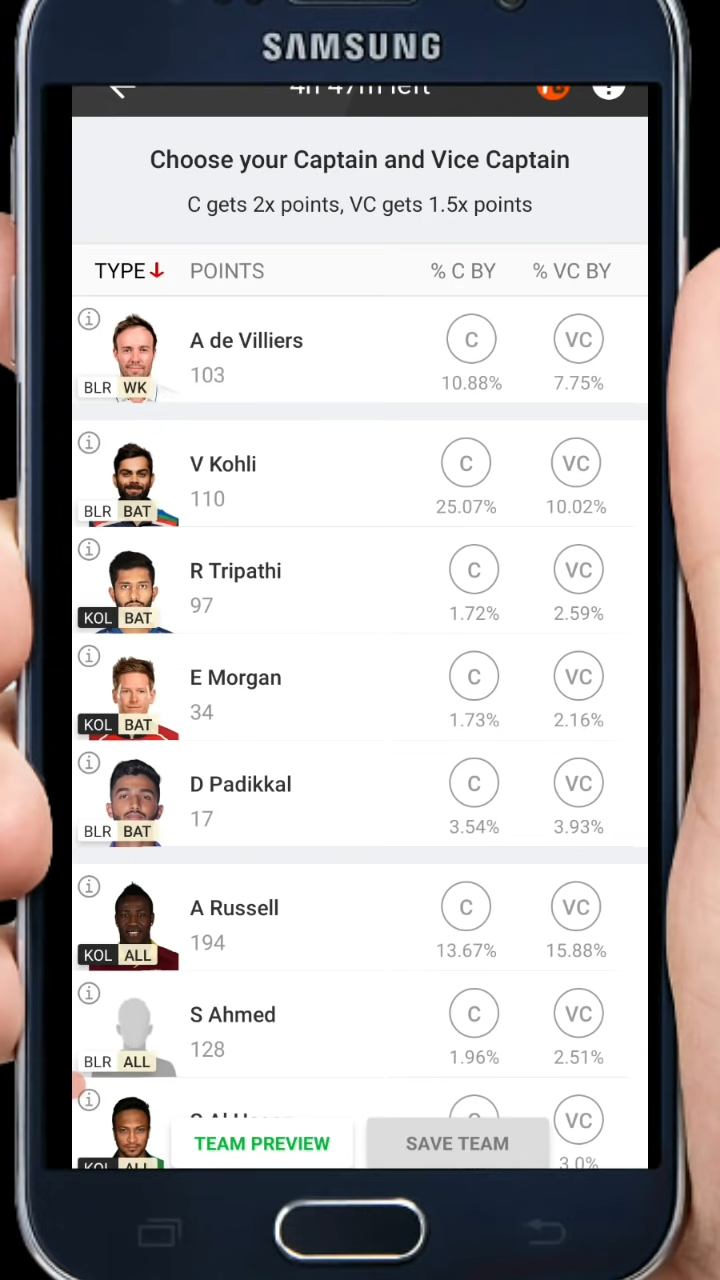 SAMSUNG
4h 47m left
Choose your Captain and Vice Captain
C gets 2x points, VC gets 1.5x points
TYPE POINTS % C BY % VC BY
A de Villiers
103
BLR WK
C VC
10.88% 7.75%
V Kohli
110
BLR BAT
C VC
25.07% 10.02%
R Tripathi
97
KOL BAT
C VC
1.72% 2.59%
E Morgan
34
KOL BAT
C VC
1.73% 2.16%
D Padikkal
17
BLR BAT
C VC
3.54% 3.93%
A Russell
194
KOL ALL
C VC
13.67% 15.88%
S Ahmed
128
BLR ALL
C VC
1.96% 2.51%
KOL ALL
C VC
3.0%
TEAM PREVIEW SAVE TEAM